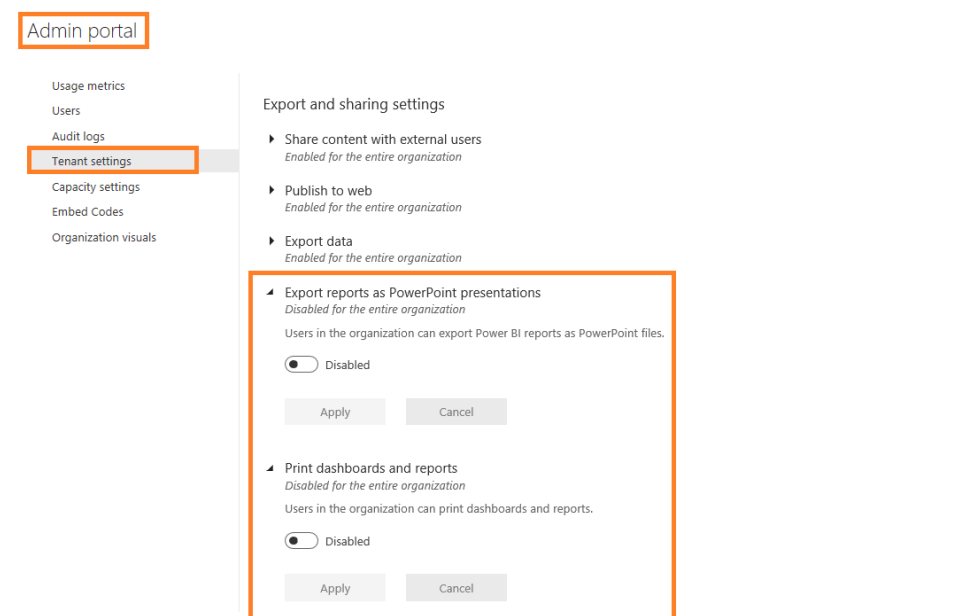 Admin portal
Usage metrics
Users
Audit logs
Tenant settings
Capacity settings
Embed Codes
Organization visuals
Export and sharing settings
Share content with external users
Enabled for the entire organization
Publish to web
Enabled for the entire organization
Export data
Enabled for the entire organization
Export reports as PowerPoint presentations
Disabled for the entire organization
Users in the organization can export Power BI reports as PowerPoint files.
Disabled
Apply Cancel
Print dashboards and reports
Disabled for the entire organization
Users in the organization can print dashboards and reports.
Disabled
Apply Cancel